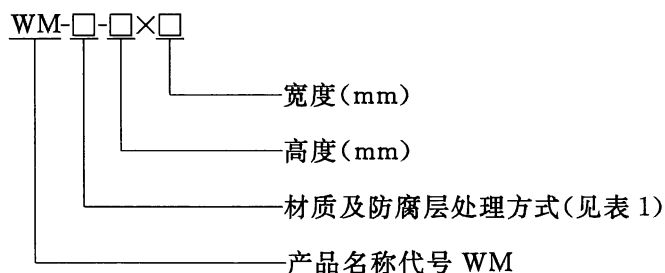 WM-□-□×□
宽度(mm)
高度(mm)
材质及防腐层处理方式(见表 1)
产品名称代号 WM